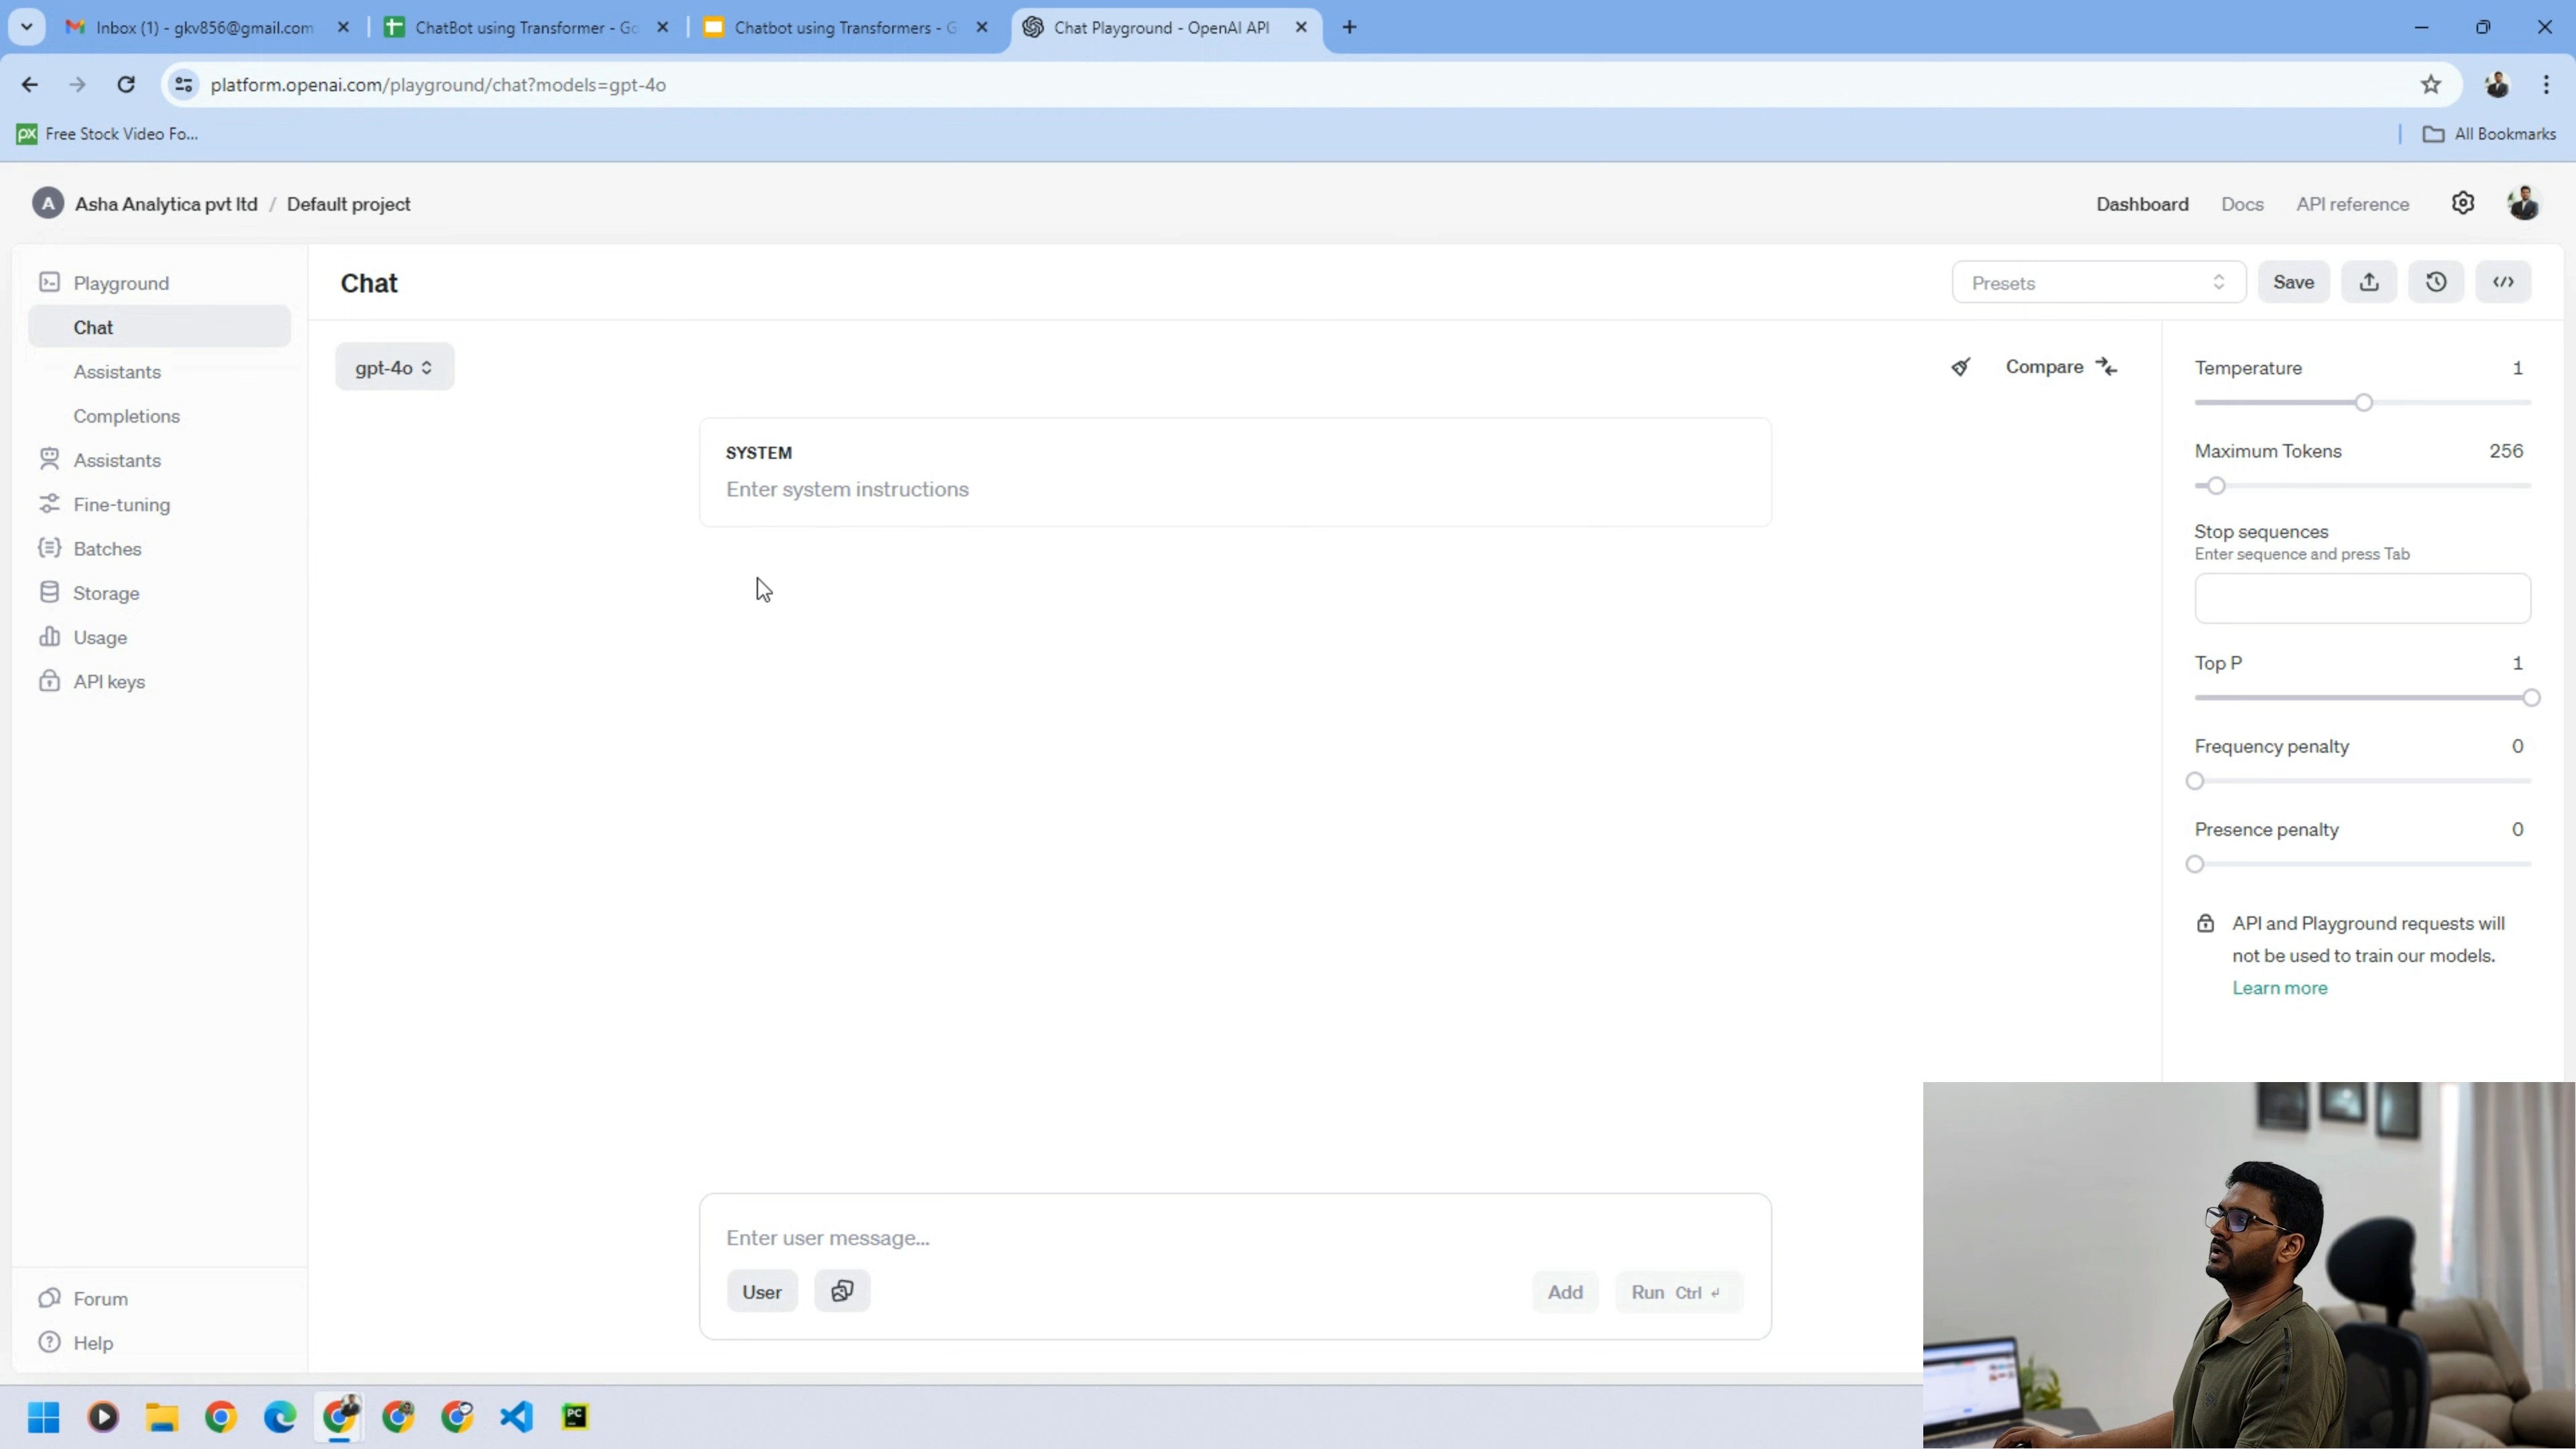 Inbox (1) - gkv856@gmail.com
ChatBot using Transformer - Go
Chatbot using Transformers - G
Chat Playground - OpenAI API
platform.openai.com/playground/chat?models=gpt-4o
px
Free Stock Video Fo...
All Bookmarks
A
Asha Analytica pvt ltd / Default project
Dashboard
Docs
API reference
Playground
Chat
Assistants
Completions
Assistants
Fine-tuning
Batches
Storage
Usage
API keys
Forum
Help
Chat
Presets
Save
gpt-4o
Compare
SYSTEM
Enter system instructions
Enter user message...
User
Add
Run Ctrl ↵
Temperature 1
Maximum Tokens 256
Stop sequences
Enter sequence and press Tab
Top P 1
Frequency penalty 0
Presence penalty 0
API and Playground requests will
not be used to train our models.
Learn more
PC